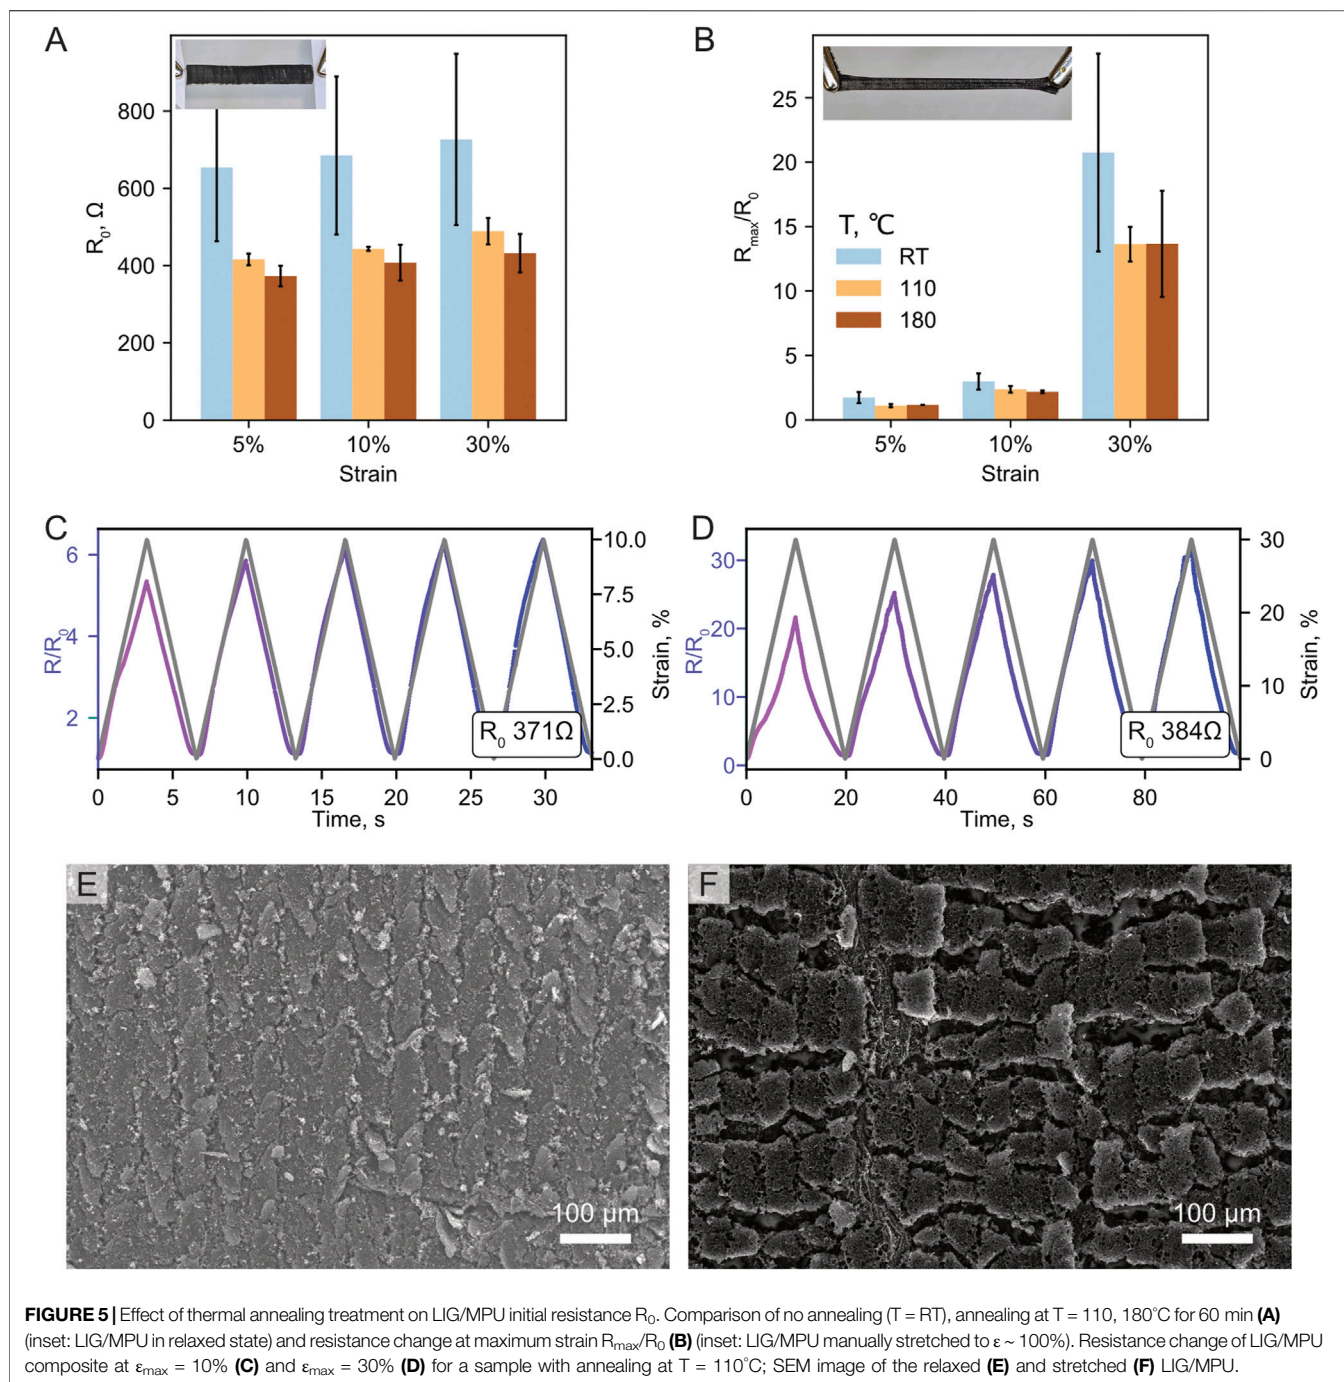 A
R0, Ω
800
600
400
200
0
5%
10%
30%
Strain
B
Rmax/R0
25
20
15
10
5
0
T, ℃
RT
110
180
5%
10%
30%
Strain
C
R/R0
6
4
2
10.0
7.5
5.0
2.5
0.0
Strain, %
R0 371Ω
0 5 10 15 20 25 30
Time, s
D
R/R0
30
20
10
0
30
20
10
0
Strain, %
R0 384Ω
0 20 40 60 80
Time, s
E
100 μm
F
100 μm
FIGURE 5 | Effect of thermal annealing treatment on LIG/MPU initial resistance R0. Comparison of no annealing (T = RT), annealing at T = 110, 180°C for 60 min (A)
(inset: LIG/MPU in relaxed state) and resistance change at maximum strain Rmax/R0 (B) (inset: LIG/MPU manually stretched to ε ~ 100%). Resistance change of LIG/MPU
composite at εmax = 10% (C) and εmax = 30% (D) for a sample with annealing at T = 110°C; SEM image of the relaxed (E) and stretched (F) LIG/MPU.